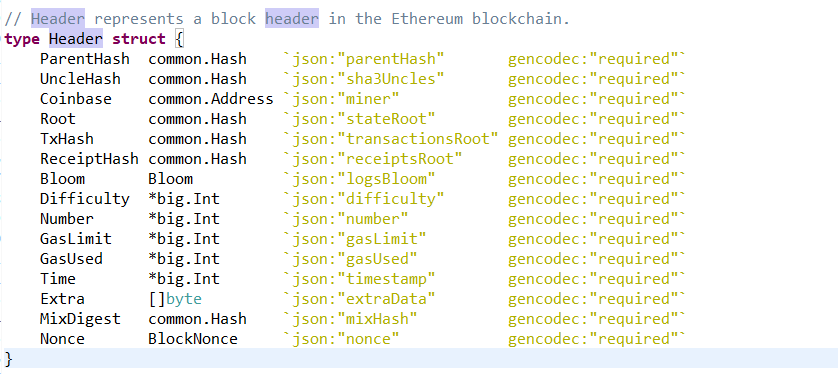 // Header represents a block header in the Ethereum blockchain.
type Header struct {
    ParentHash  common.Hash    `json:"parentHash"       gencodec:"required"`
    UncleHash   common.Hash    `json:"sha3Uncles"       gencodec:"required"`
    Coinbase    common.Address `json:"miner"            gencodec:"required"`
    Root        common.Hash    `json:"stateRoot"        gencodec:"required"`
    TxHash      common.Hash    `json:"transactionsRoot" gencodec:"required"`
    ReceiptHash common.Hash    `json:"receiptsRoot"     gencodec:"required"`
    Bloom       Bloom          `json:"logsBloom"        gencodec:"required"`
    Difficulty  *big.Int       `json:"difficulty"       gencodec:"required"`
    Number      *big.Int       `json:"number"           gencodec:"required"`
    GasLimit    *big.Int       `json:"gasLimit"         gencodec:"required"`
    GasUsed     *big.Int       `json:"gasUsed"          gencodec:"required"`
    Time        *big.Int       `json:"timestamp"        gencodec:"required"`
    Extra       []byte         `json:"extraData"        gencodec:"required"`
    MixDigest   common.Hash    `json:"mixHash"          gencodec:"required"`
    Nonce       BlockNonce     `json:"nonce"            gencodec:"required"`
}